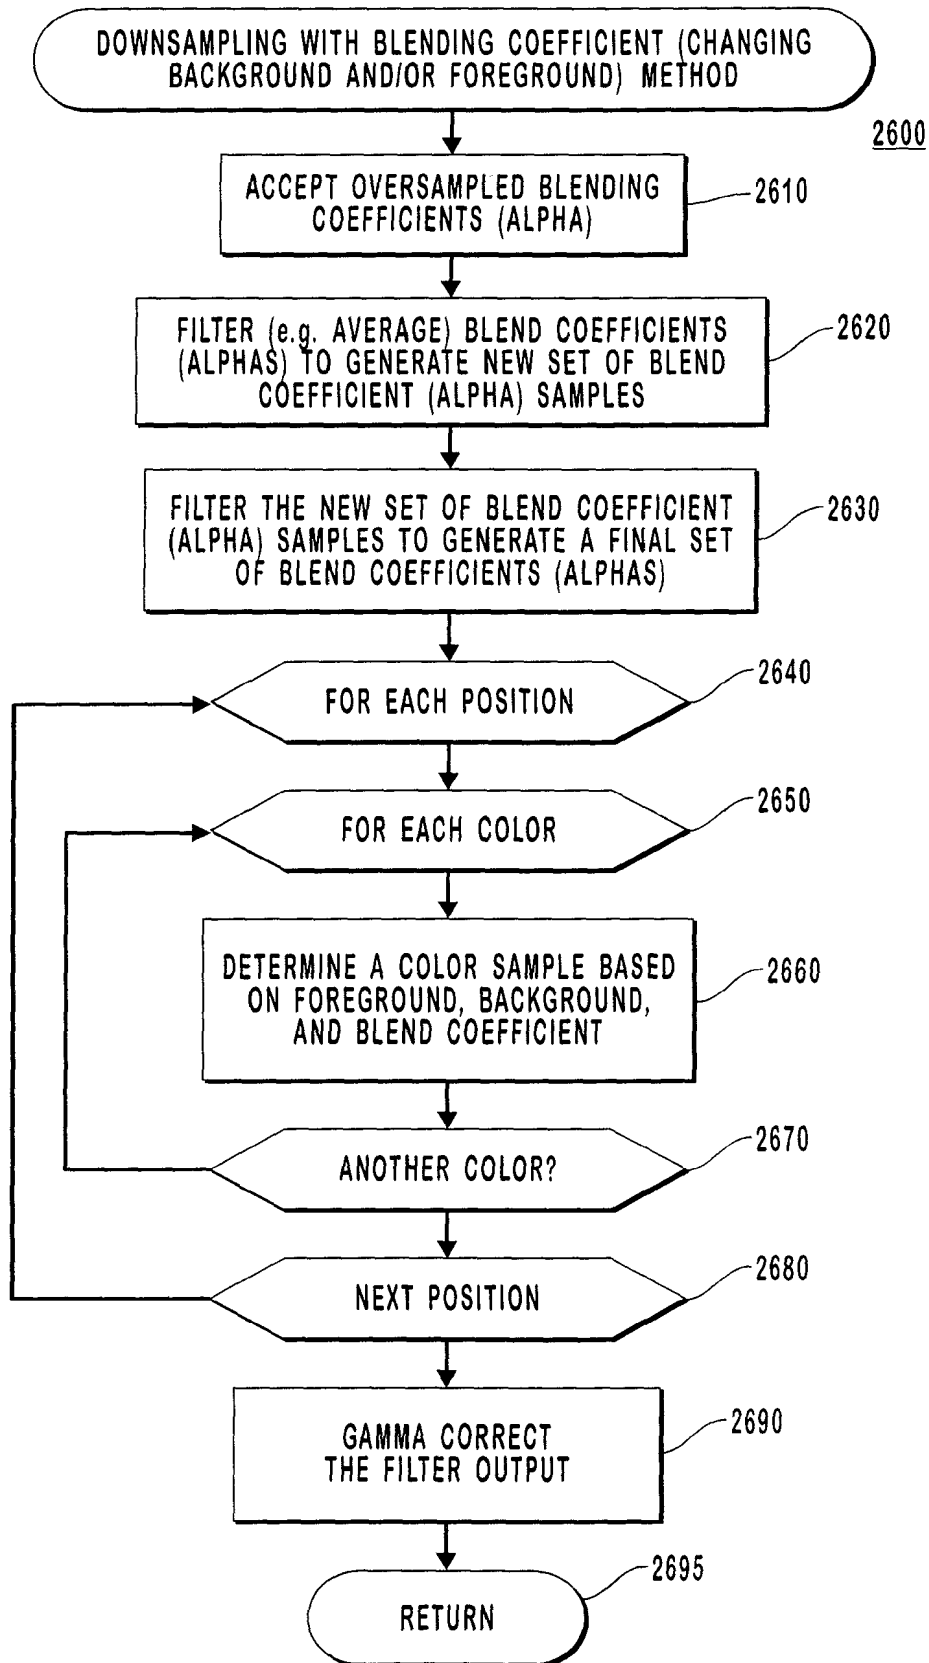 DOWNSAMPLING WITH BLENDING COEFFICIENT (CHANGING
BACKGROUND AND/OR FOREGROUND) METHOD
2600
ACCEPT OVERSAMPLED BLENDING
COEFFICIENTS (ALPHA)
2610
FILTER (e.g. AVERAGE) BLEND COEFFICIENTS
(ALPHAS) TO GENERATE NEW SET OF BLEND
COEFFICIENT (ALPHA) SAMPLES
2620
FILTER THE NEW SET OF BLEND COEFFICIENT
(ALPHA) SAMPLES TO GENERATE A FINAL SET
OF BLEND COEFFICIENTS (ALPHAS)
2630
FOR EACH POSITION
2640
FOR EACH COLOR
2650
DETERMINE A COLOR SAMPLE BASED
ON FOREGROUND, BACKGROUND,
AND BLEND COEFFICIENT
2660
ANOTHER COLOR?
2670
NEXT POSITION
2680
GAMMA CORRECT
THE FILTER OUTPUT
2690
RETURN
2695